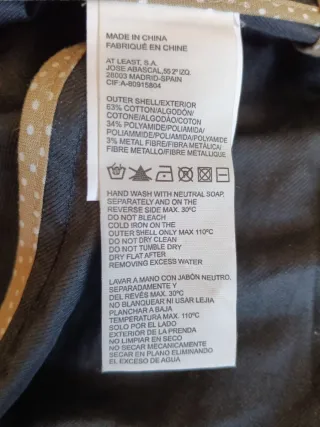 MADE IN CHINA
FABRIQUÉ EN CHINE
AT LEAST, S.A.
JOSE ABASCAL, 55 2º IZQ.
28003 MADRID-SPAIN
CIF:A-80915804
OUTER SHELL/EXTERIOR
63% COTTON/ALGODÓN/
COTONE/ALGODÃO/COTON
34% POLYAMIDE/POLIAMIDA/
POLIAMMIDE/POLIAMIDA/POLYAMIDE
3% METAL FIBRE/FIBRA METÁLICA/
FIBRE METALLO/FIBRE METALLIQUE
HAND WASH WITH NEUTRAL SOAP,
SEPARATELY AND ON THE
REVERSE SIDE MAX. 30ºC
DO NOT BLEACH
COLD IRON ON THE
OUTER SHELL ONLY MAX 110ºC
DO NOT DRY CLEAN
DO NOT TUMBLE DRY
DRY FLAT AFTER
REMOVING EXCESS WATER
LAVAR A MANO CON JABÓN NEUTRO,
SEPARADAMENTE Y
DEL REVÉS MAX. 30ºC
NO BLANQUEAR NI USAR LEJIA
PLANCHAR A BAJA
TEMPERATURA MAX. 110ºC
SOLO POR EL LADO
EXTERIOR DE LA PRENDA
NO LIMPIAR EN SECO
NO SECAR MECANICAMENTE
SECAR EN PLANO ELIMINANDO
EL EXCESO DE AGUA